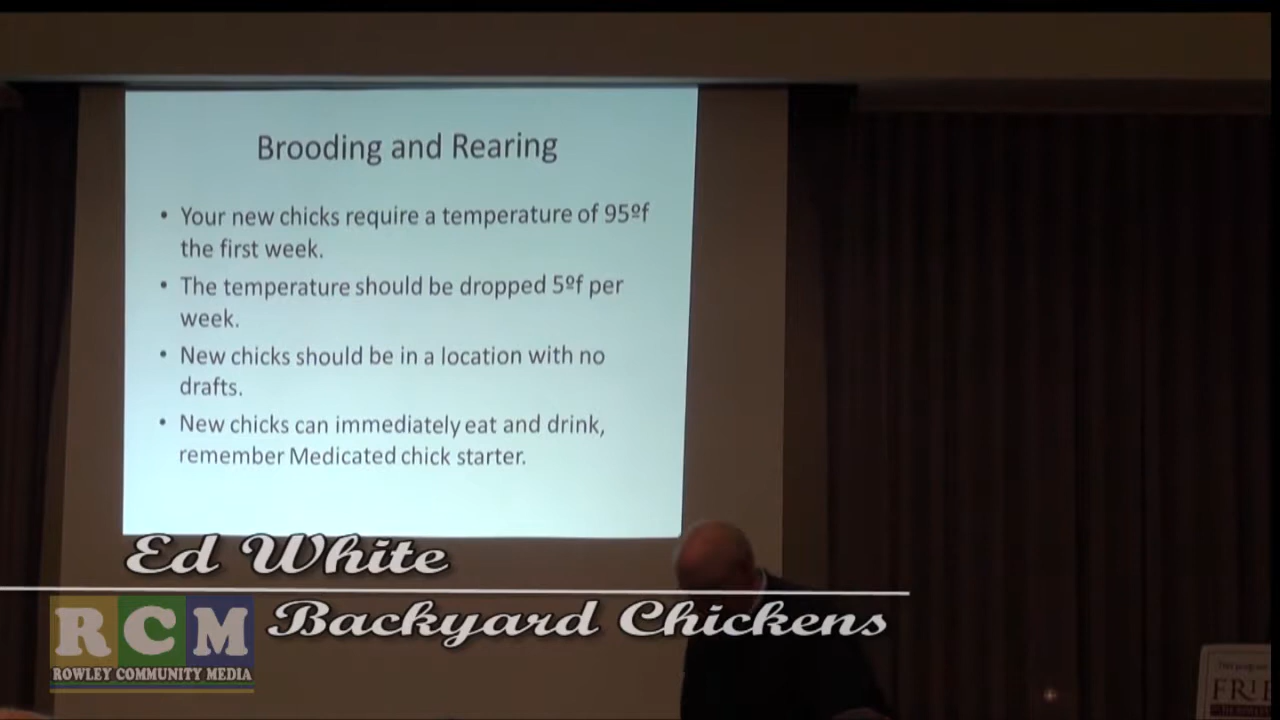 Brooding and Rearing
• Your new chicks require a temperature of 95ºf
the first week.
• The temperature should be dropped 5ºf per
week.
• New chicks should be in a location with no
drafts.
• New chicks can immediately eat and drink,
remember Medicated chick starter.
Ed White
Backyard Chickens
RCM
ROWLEY COMMUNITY MEDIA
FRIE